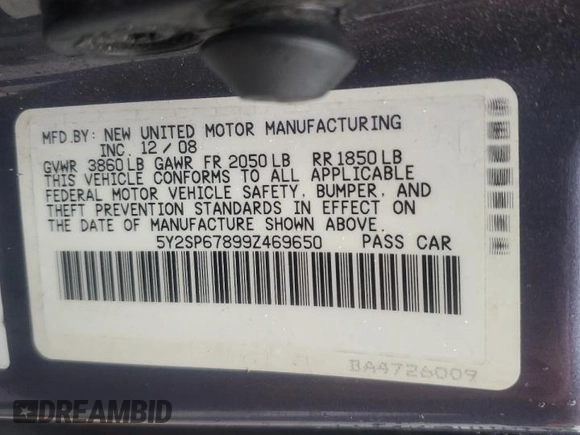 MFD.BY: NEW UNITED MOTOR MANUFACTURING
INC. 12/08
GVWR 3860LB GAWR FR 2050LB RR 1850LB
THIS VEHICLE CONFORMS TO ALL APPLICABLE
FEDERAL MOTOR VEHICLE SAFETY, BUMPER, AND
THEFT PREVENTION STANDARDS IN EFFECT ON
THE DATE OF MANUFACTURE SHOWN ABOVE.
5Y2SP67899Z469650 PASS CAR
BA4726009
DREAMBID